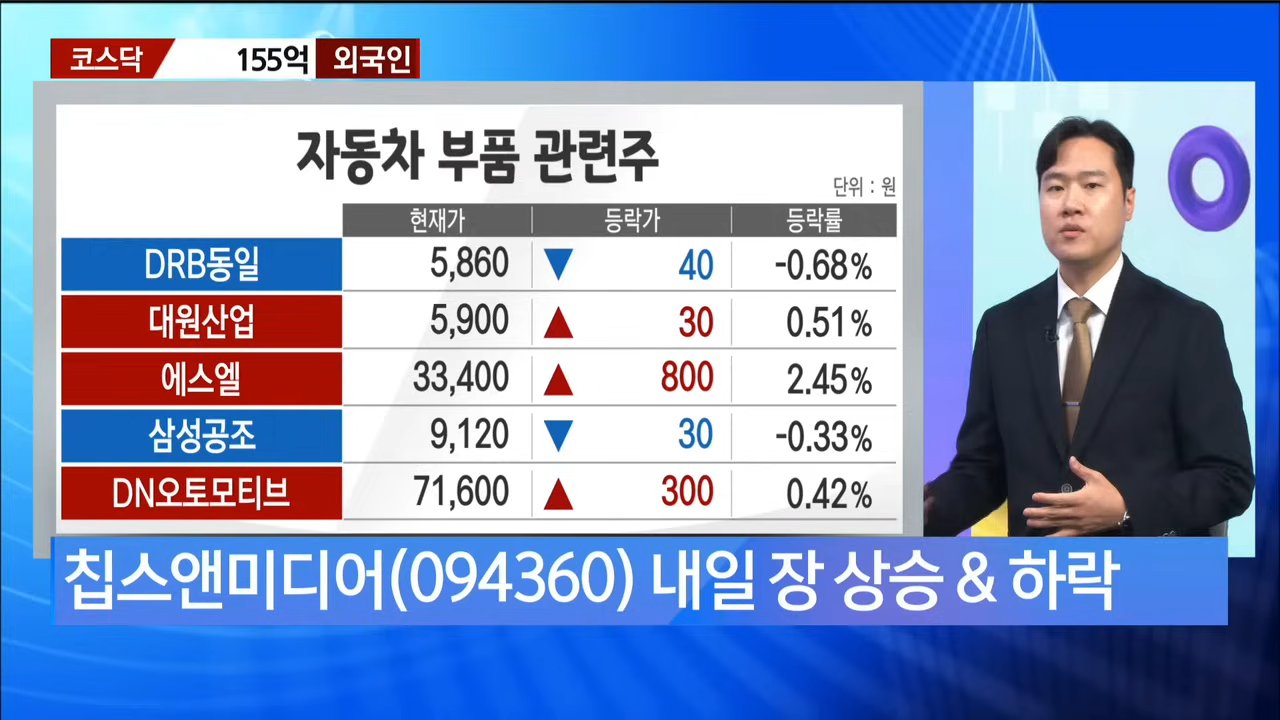 코스닥 155억 외국인
자동차 부품 관련주
단위 : 원
현재가 등락가 등락률
DRB동일 5,860 ▼ 40 -0.68%
대원산업 5,900 ▲ 30 0.51%
에스엘 33,400 ▲ 800 2.45%
삼성공조 9,120 ▼ 30 -0.33%
DN오토모티브 71,600 ▲ 300 0.42%
칩스앤미디어(094360) 내일 장 상승 & 하락